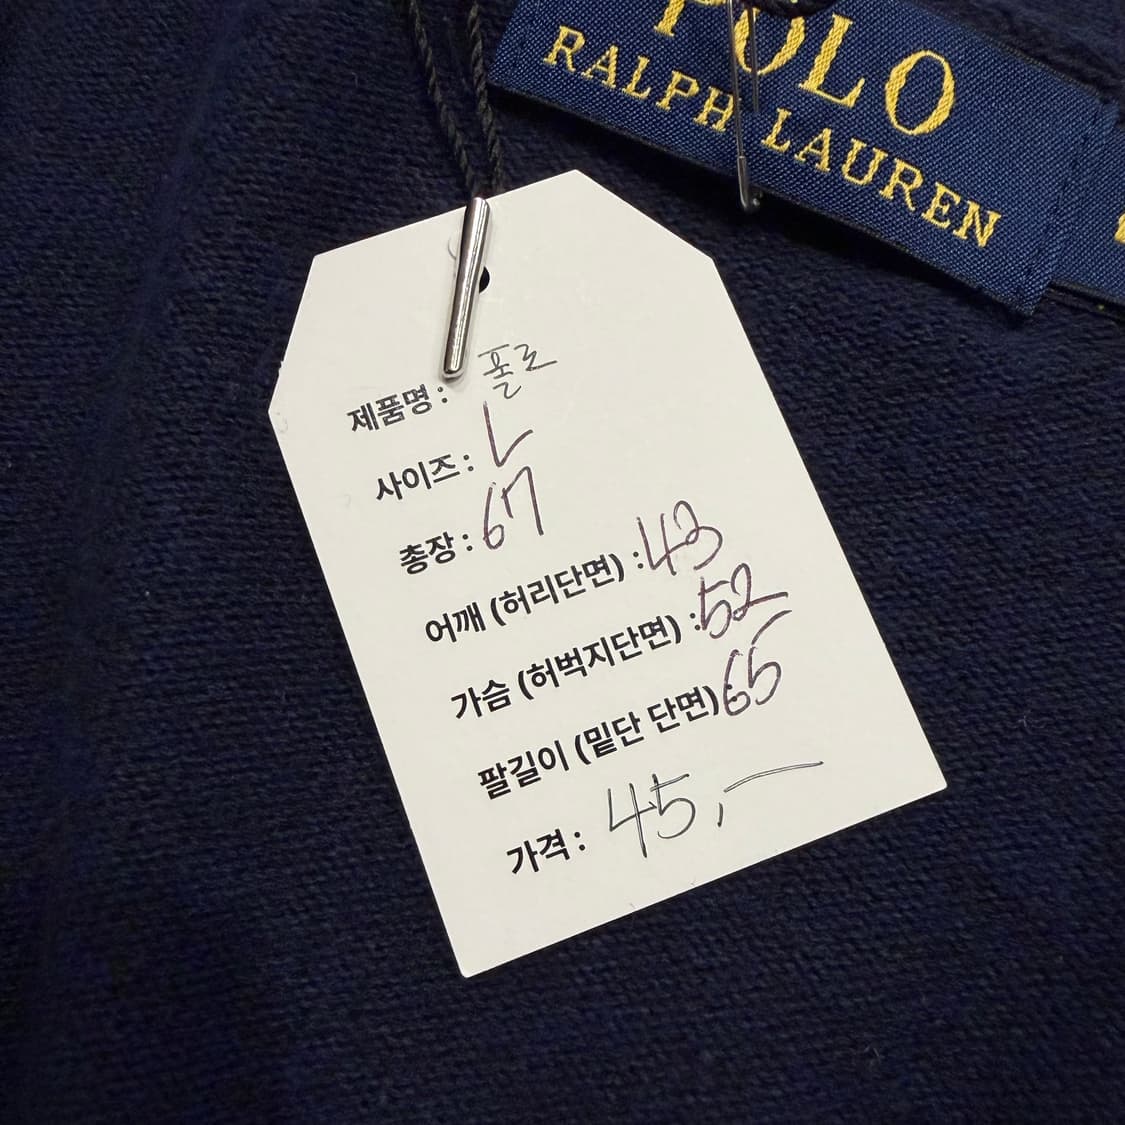 POLO
RALPH LAUREN
제품명 : 폴로
사이즈 : L
총장 : 67
어깨 (허리단면) : 43
가슴 (허벅지단면) : 52
팔길이 (밑단 단면) 65
가격 : 45,—